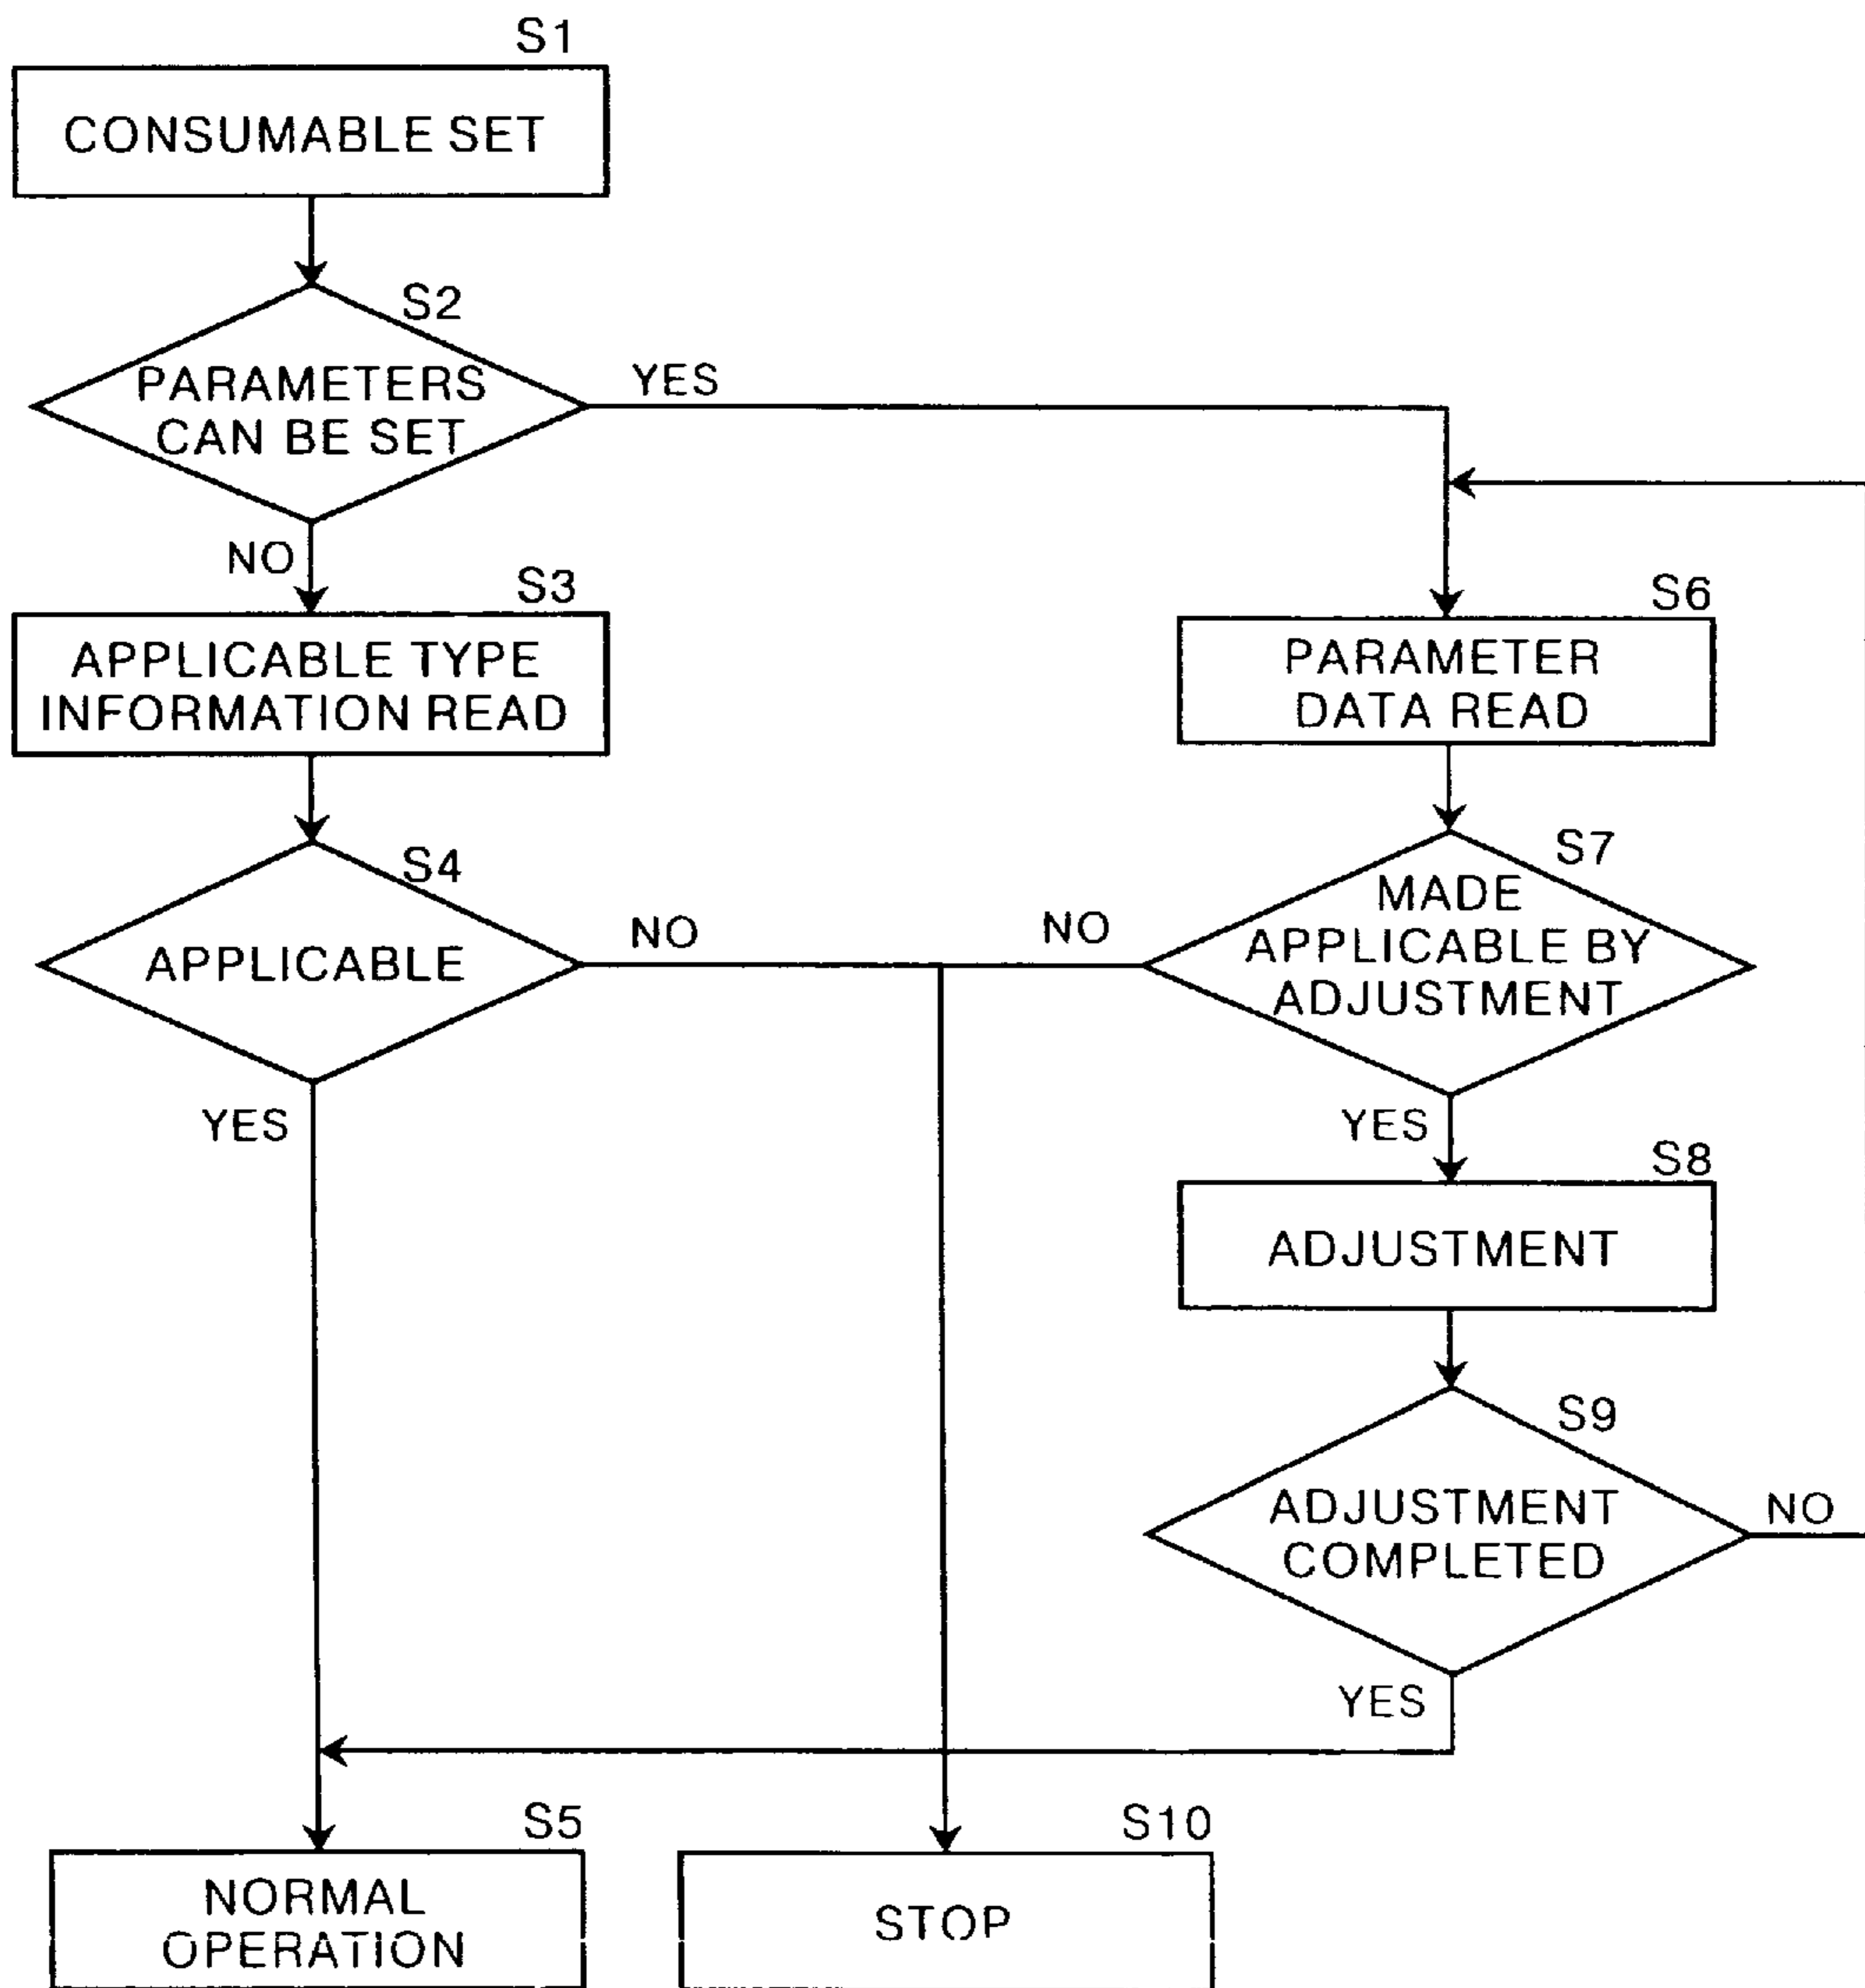 S1
CONSUMABLE SET
S2
PARAMETERS
CAN BE SET
YES
NO
S3
APPLICABLE TYPE
INFORMATION READ
S6
PARAMETER
DATA READ
S4
APPLICABLE
NO
NO
S7
MADE
APPLICABLE BY
ADJUSTMENT
YES
YES
S8
ADJUSTMENT
S9
ADJUSTMENT
COMPLETED
NO
YES
S5
NORMAL
OPERATION
S10
STOP